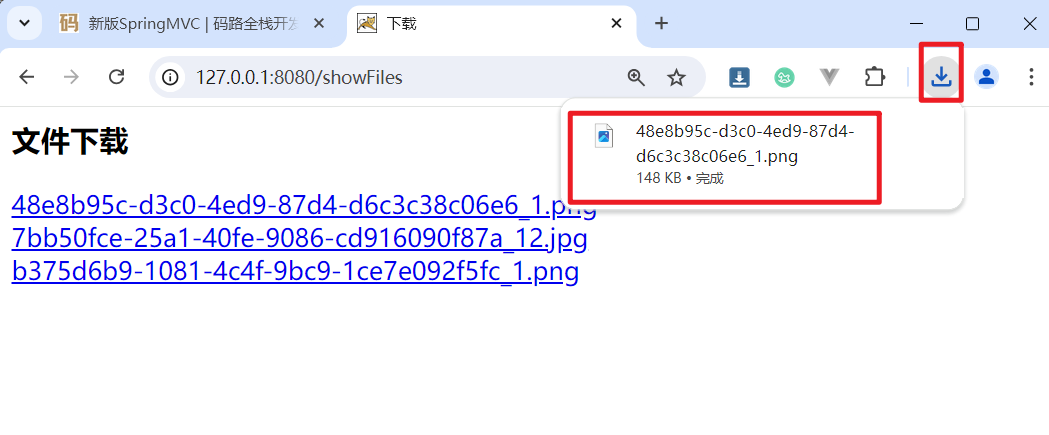 新版SpringMVC | 码路全栈开发
下载
127.0.0.1:8080/showFiles
文件下载
48e8b95c-d3c0-4ed9-87d4-
d6c3c38c06e6_1.png
148 KB • 完成
48e8b95c-d3c0-4ed9-87d4-d6c3c38c06e6_1.png
7bb50fce-25a1-40fe-9086-cd916090f87a_12.jpg
b375d6b9-1081-4c4f-9bc9-1ce7e092f5fc_1.png